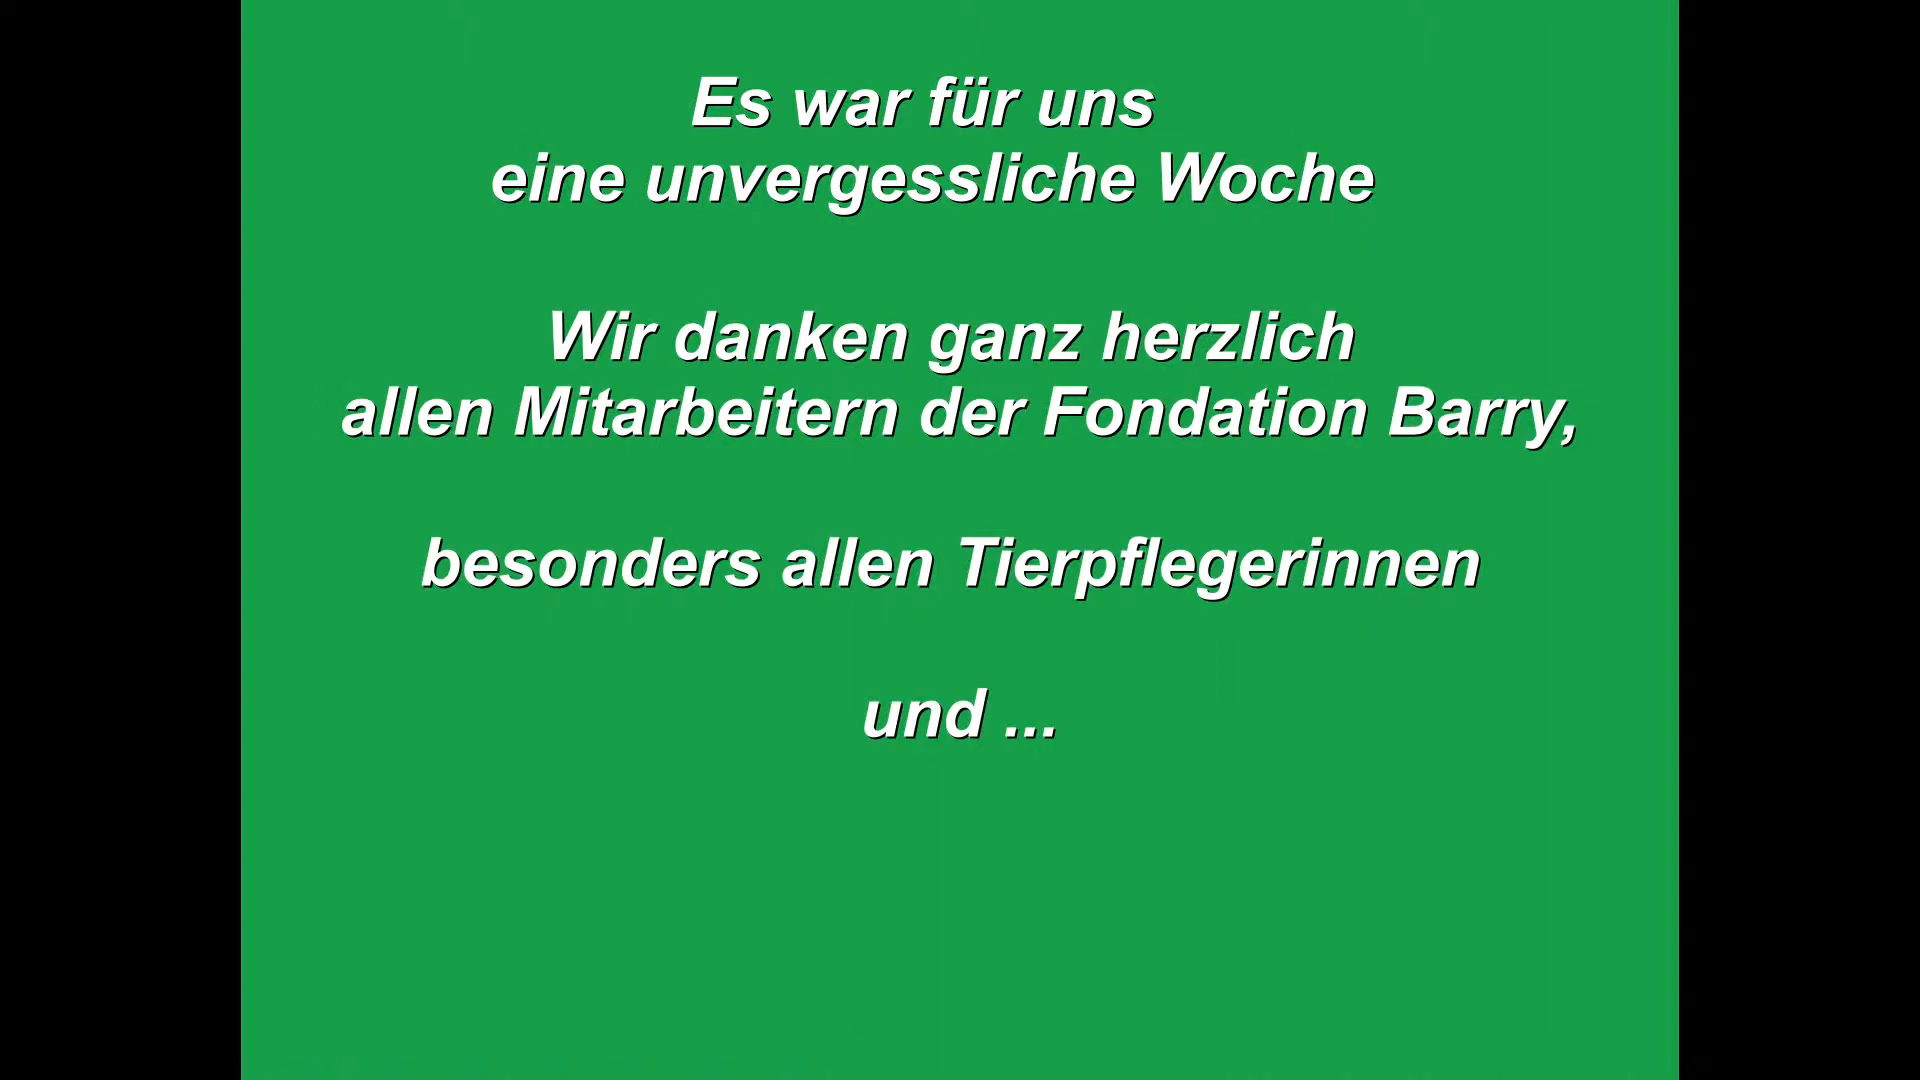 Es war für uns
eine unvergessliche Woche
Wir danken ganz herzlich
allen Mitarbeitern der Fondation Barry,
besonders allen Tierpflegerinnen
und ...